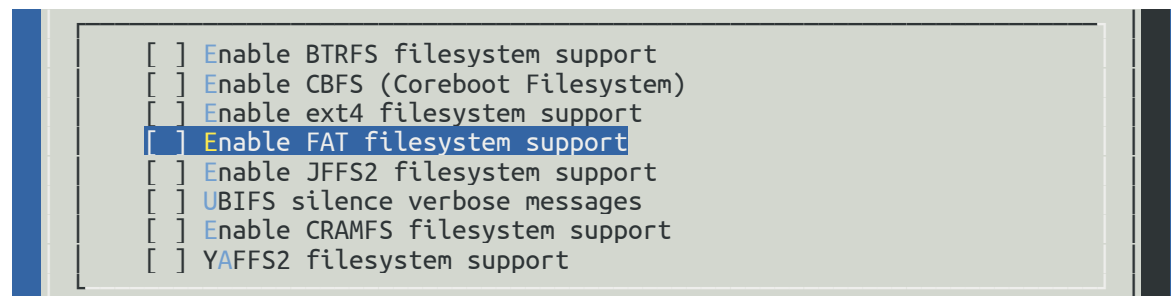 [ ] Enable BTRFS filesystem support
[ ] Enable CBFS (Coreboot Filesystem)
[ ] Enable ext4 filesystem support
[ ] Enable FAT filesystem support
[ ] Enable JFFS2 filesystem support
[ ] UBIFS silence verbose messages
[ ] Enable CRAMFS filesystem support
[ ] YAFFS2 filesystem support